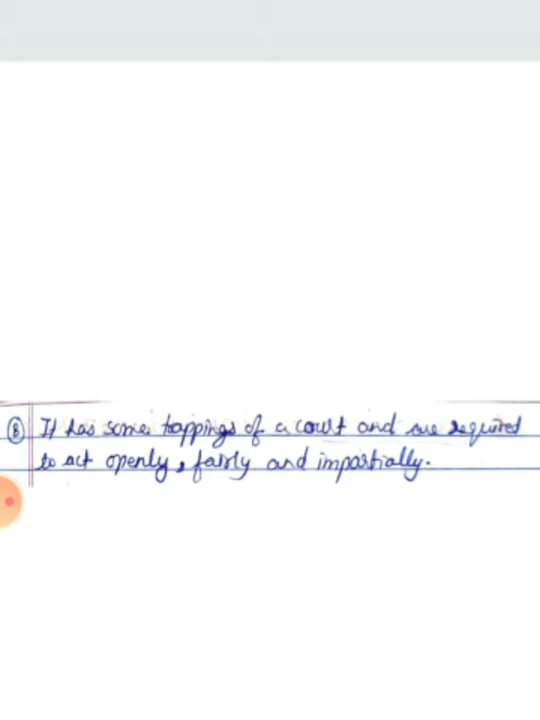 ⑧ It has some trappings of a court and are required
to act openly, fairly and impartially.